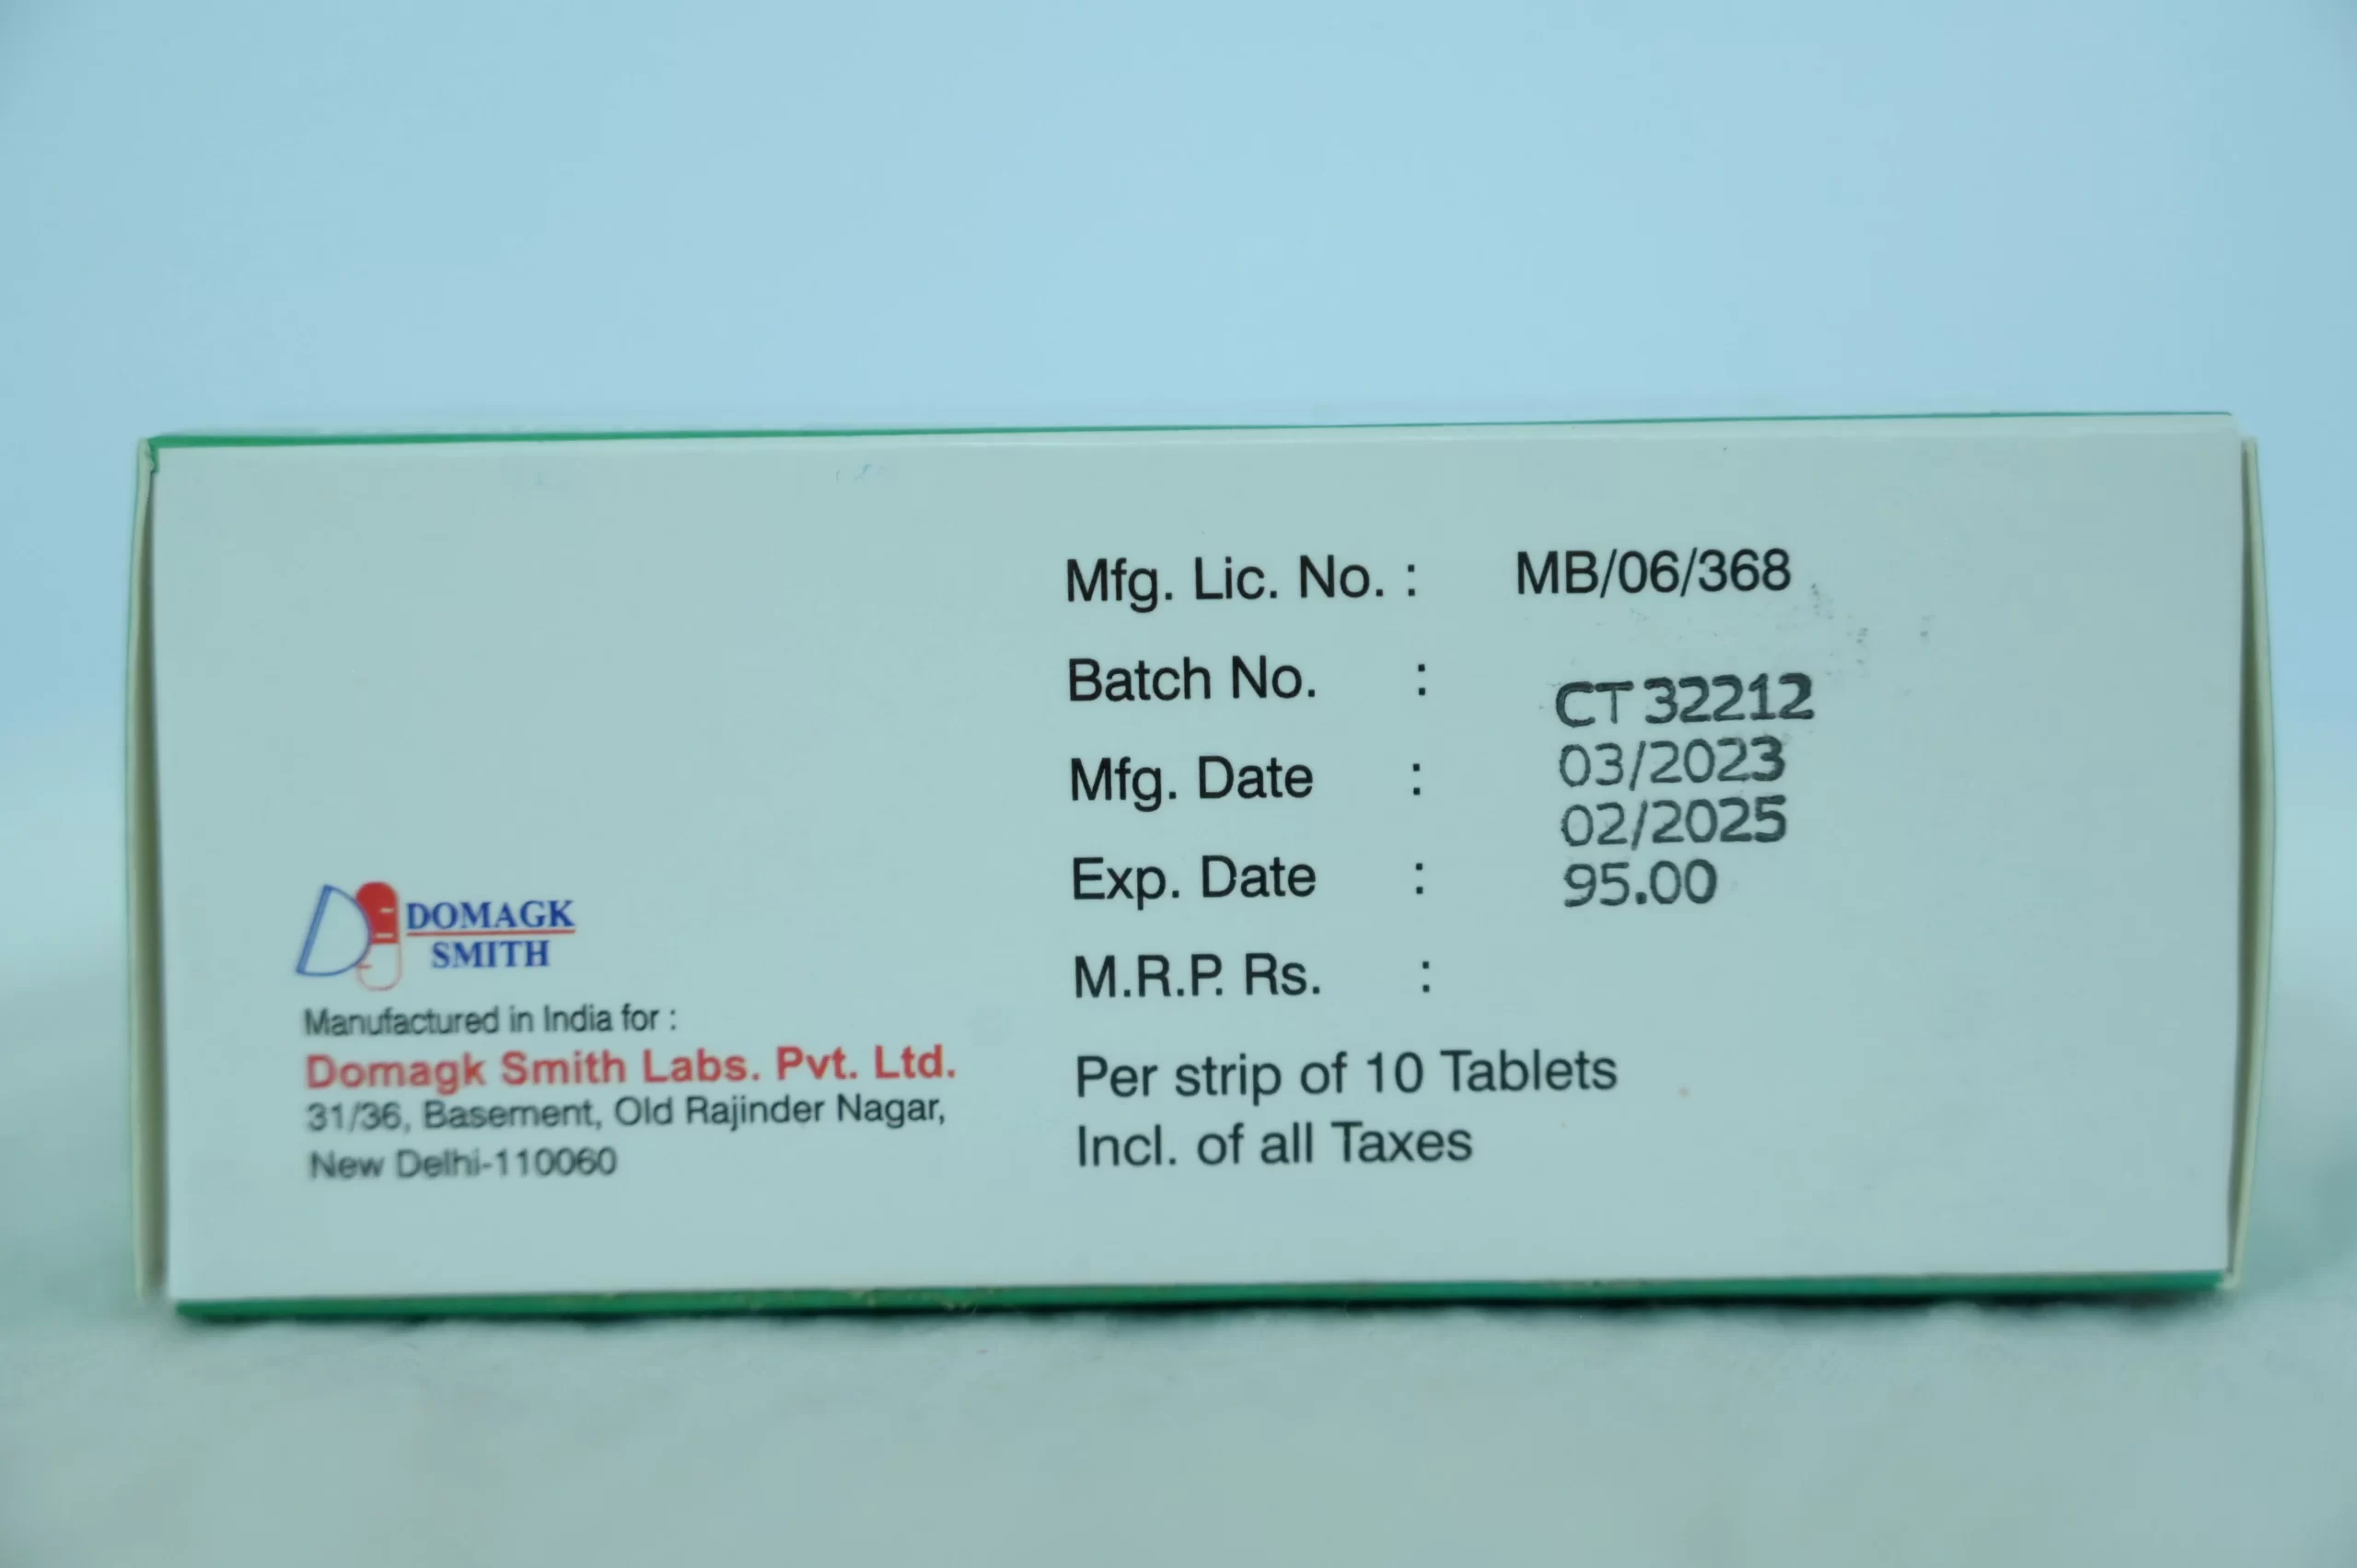 DOMAGK
SMITH
Manufactured in India for :
Domagk Smith Labs. Pvt. Ltd.
31/36, Basement, Old Rajinder Nagar,
New Delhi-110060
Mfg. Lic. No. : MB/06/368
Batch No. : CT 32212
Mfg. Date : 03/2023
Exp. Date : 02/2025
M.R.P. Rs. : 95.00
Per strip of 10 Tablets
Incl. of all Taxes